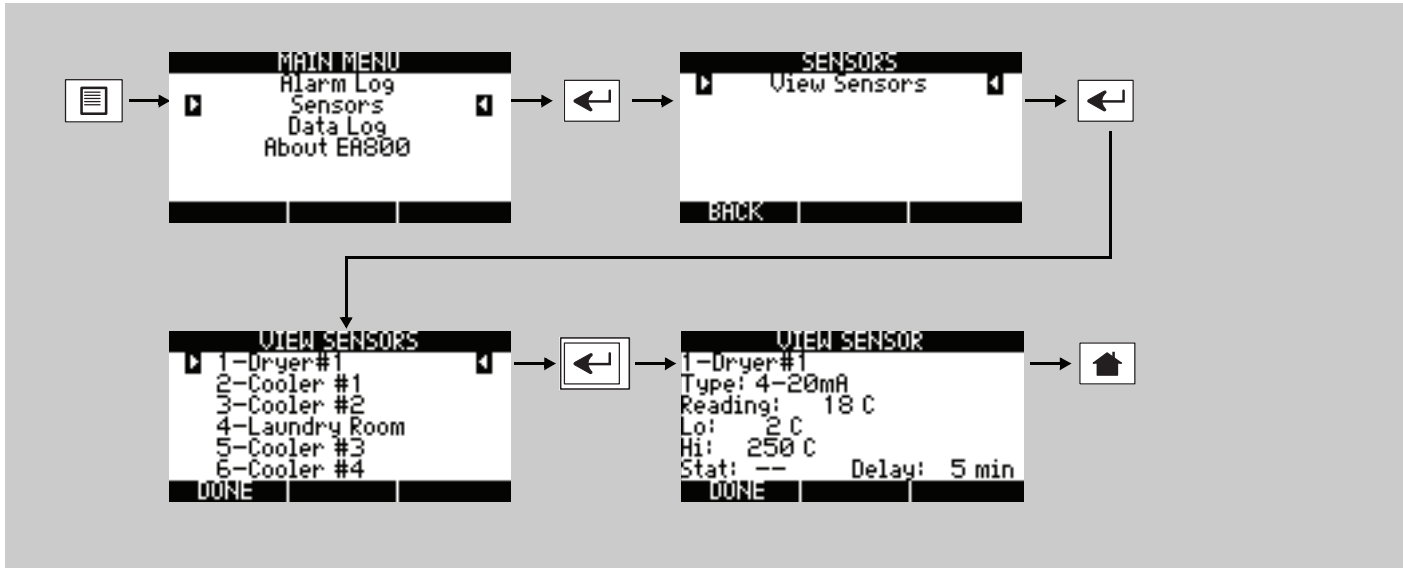 MAIN MENU
Alarm Log
Sensors
Data Log
About EA800
SENSORS
View Sensors
BACK
VIEW SENSORS
1-Dryer#1
2-Cooler #1
3-Cooler #2
4-Laundry Room
5-Cooler #3
6-Cooler #4
DONE
VIEW SENSOR
1-Dryer#1
Type: 4-20mA
Reading: 18 C
Lo: 2 C
Hi: 250 C
Stat: -- Delay: 5 min
DONE